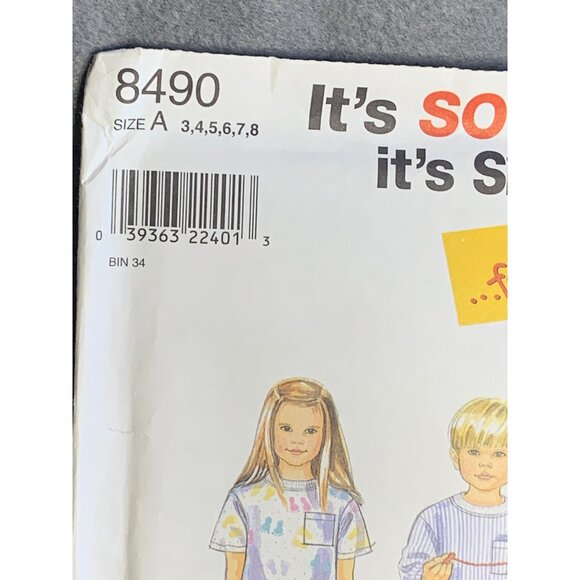 8490
SIZE A 3,4,5,6,7,8
It's SO
it's
0 39363 22401 3
BIN 34